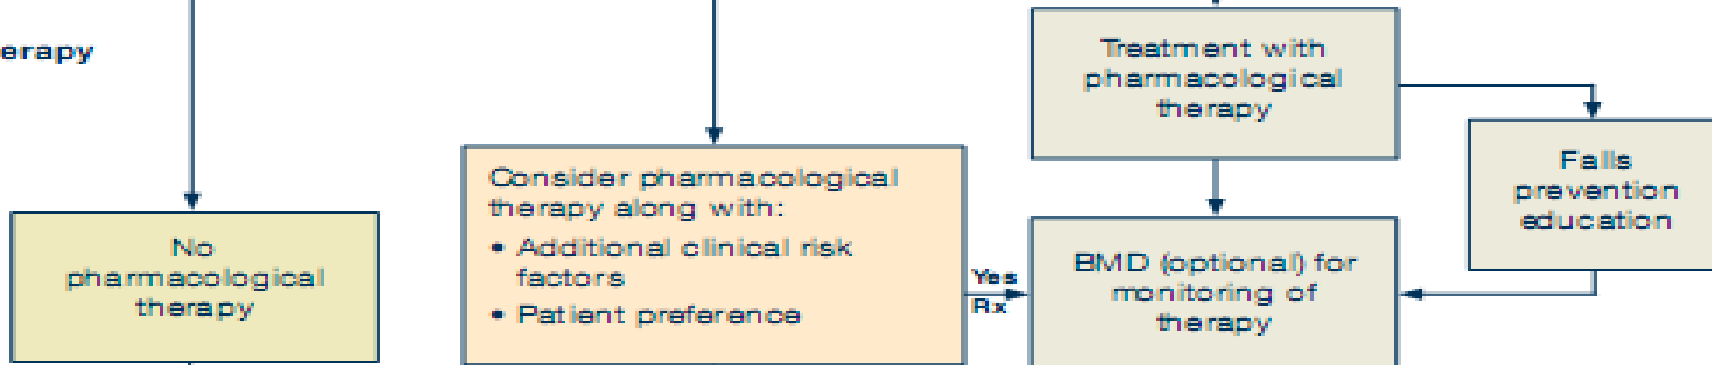 erapy
No
pharmacological
therapy
Consider pharmacological
therapy along with:
• Additional clinical risk
factors
• Patient preference
Yes
Rx
Treatment with
pharmacological
therapy
BMD (optional) for
monitoring of
therapy
Falls
prevention
education